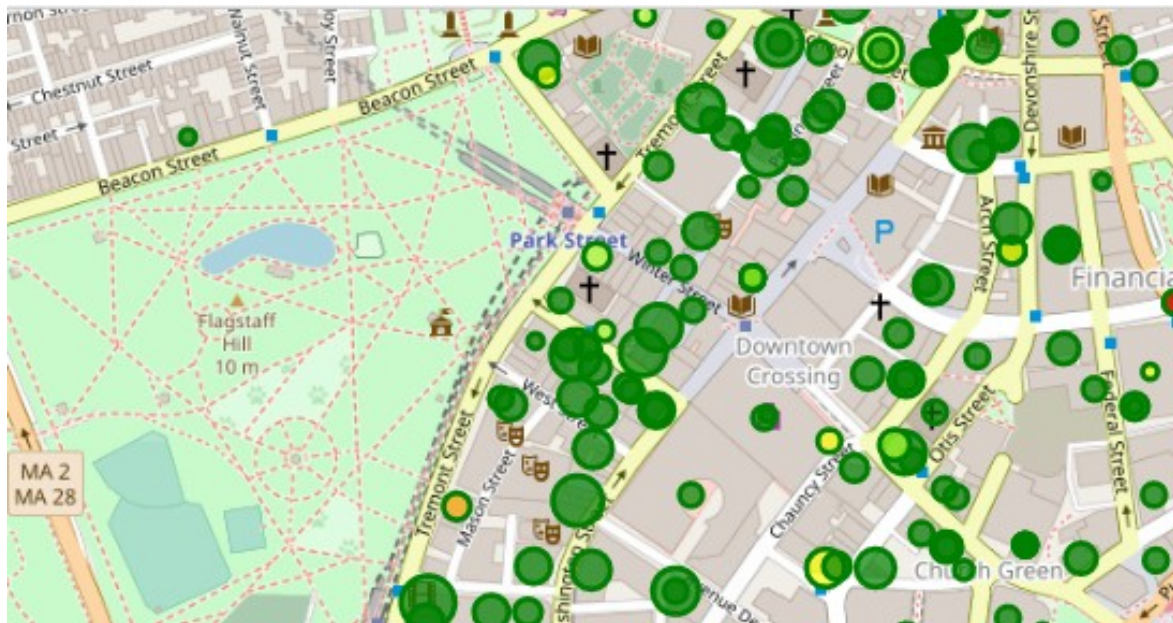 Walnut Street
Chestnut Street
Street
Beacon Street
Beacon Street
Tremont Street
Devonshire St
Street
Park Street
Winter Street
Arch Street
P
Financia
Flagstaff
Hill
10 m
Downtown
Crossing
West Street
Otis Street
Federal Street
MA 2
MA 28
Tremont Street
Mason Street
Chauncy Street
Church Green